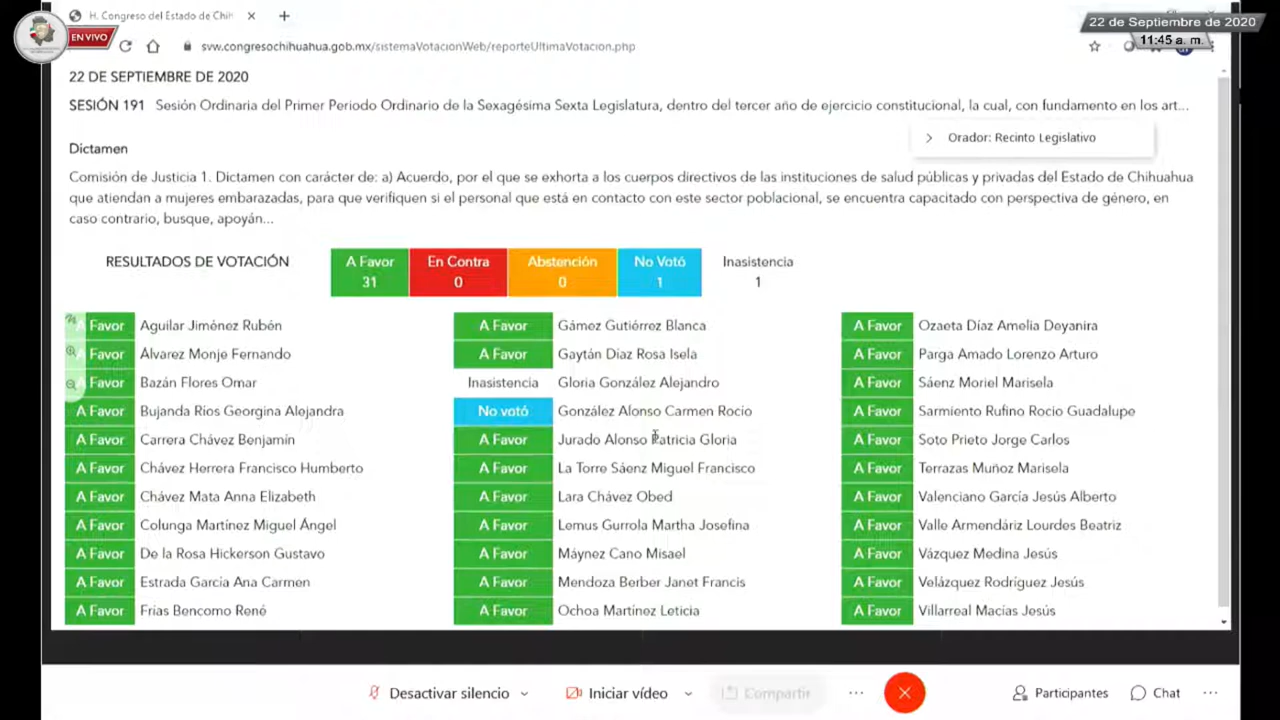 H. Congreso del Estado de Chih
22 de Septiembre de 2020
EN VIVO
www.congresochihuahua.gob.mx/sistemaVotacionWeb/reporteUltimaVotacion.php
11:45 a. m.
22 DE SEPTIEMBRE DE 2020
SESIÓN 191 Sesión Ordinaria del Primer Periodo Ordinario de la Sexagésima Sexta Legislatura, dentro del tercer año de ejercicio constitucional, la cual, con fundamento en los art...
Orador: Recinto Legislativo
Dictamen
Comisión de Justicia 1. Dictamen con carácter de: a) Acuerdo, por el que se exhorta a los cuerpos directivos de las instituciones de salud públicas y privadas del Estado de Chihuahua
que atiendan a mujeres embarazadas, para que verifiquen si el personal que está en contacto con este sector poblacional, se encuentra capacitado con perspectiva de género, en
caso contrario, busque, apoyán...
RESULTADOS DE VOTACIÓN A Favor En Contra Abstención No Votó Inasistencia
31 0 0 1 1
A Favor Aguilar Jiménez Rubén A Favor Gámez Gutiérrez Blanca A Favor Ozaeta Díaz Amelia Deyanira
A Favor Álvarez Monje Fernando A Favor Gaytán Díaz Rosa Isela A Favor Parga Amado Lorenzo Arturo
A Favor Bazán Flores Omar Inasistencia Gloria González Alejandro A Favor Sáenz Moriel Marisela
A Favor Bujanda Ríos Georgina Alejandra No votó González Alonso Carmen Rocío A Favor Sarmiento Rufino Rocio Guadalupe
A Favor Carrera Chávez Benjamín A Favor Jurado Alonso Patricia Gloria A Favor Soto Prieto Jorge Carlos
A Favor Chávez Herrera Francisco Humberto A Favor La Torre Sáenz Miguel Francisco A Favor Terrazas Muñoz Marisela
A Favor Chávez Mata Anna Elizabeth A Favor Lara Chávez Obed A Favor Valenciano García Jesús Alberto
A Favor Colunga Martínez Miguel Ángel A Favor Lemus Gurrola Martha Josefina A Favor Valle Armendáriz Lourdes Beatriz
A Favor De la Rosa Hickerson Gustavo A Favor Máynez Cano Misael A Favor Vázquez Medina Jesús
A Favor Estrada García Ana Carmen A Favor Mendoza Berber Janet Francis A Favor Velázquez Rodríguez Jesús
A Favor Frías Bencomo René A Favor Ochoa Martínez Leticia A Favor Villarreal Macías Jesús
Desactivar silencio Iniciar vídeo Compartir Participantes Chat